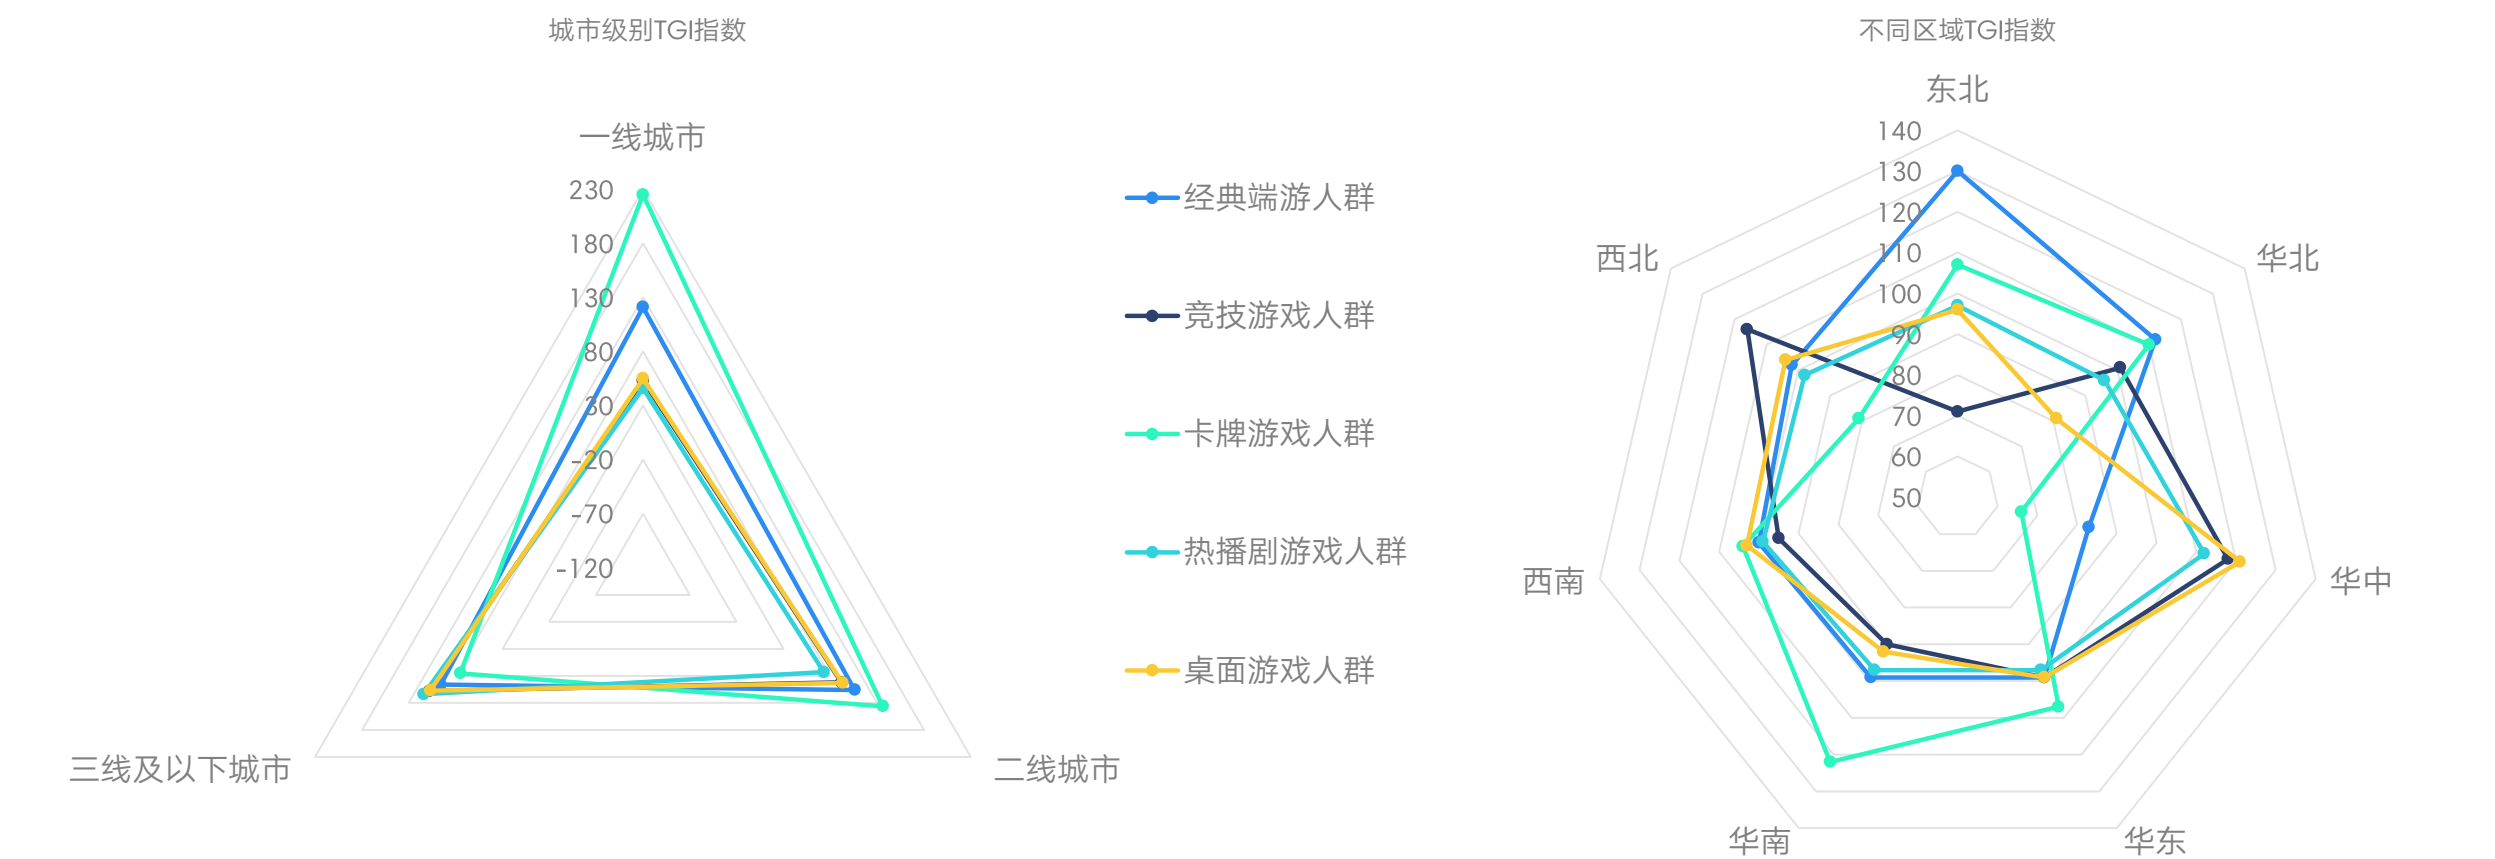 城市级别TGI指数
一线城市
230
180
130
80
30
-20
-70
-120
三线及以下城市
二线城市
经典端游人群
竞技游戏人群
卡牌游戏人群
热播剧游戏人群
桌面游戏人群
不同区域TGI指数
东北
140
130
120
110
100
90
80
70
60
50
西北
华北
西南
华中
华南
华东